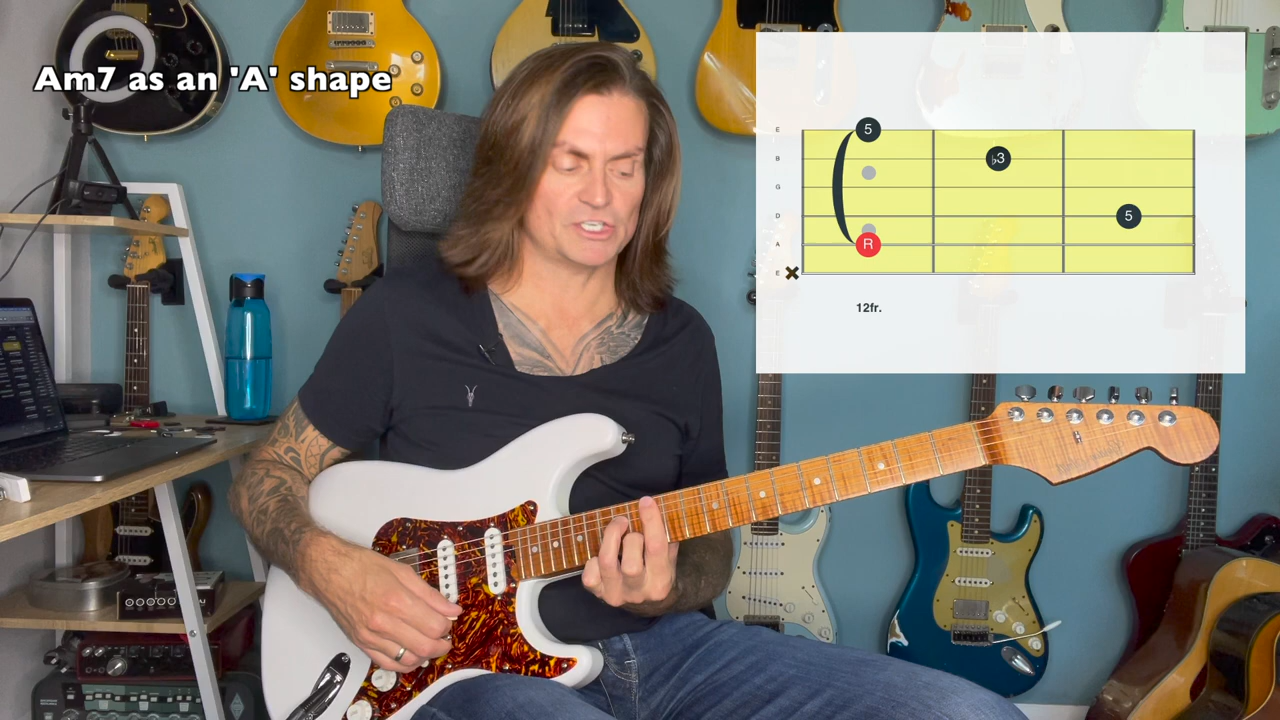 Am7 as an 'A' shape
E 5
B ♭3
G
D 5
A R
E
12fr.